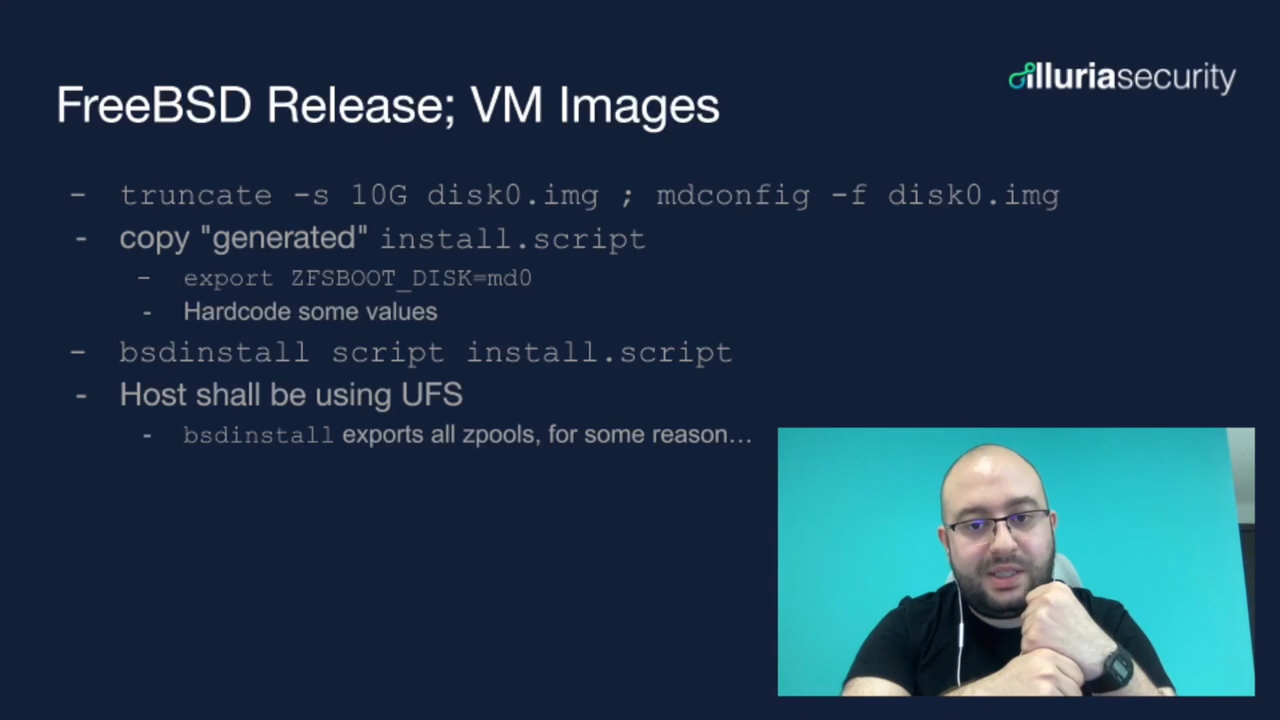 illuriasecurity
FreeBSD Release; VM Images
- truncate -s 10G disk0.img ; mdconfig -f disk0.img
- copy "generated" install.script
- export ZFSBOOT_DISK=md0
- Hardcode some values
- bsdinstall script install.script
- Host shall be using UFS
- bsdinstall exports all zpools, for some reason…